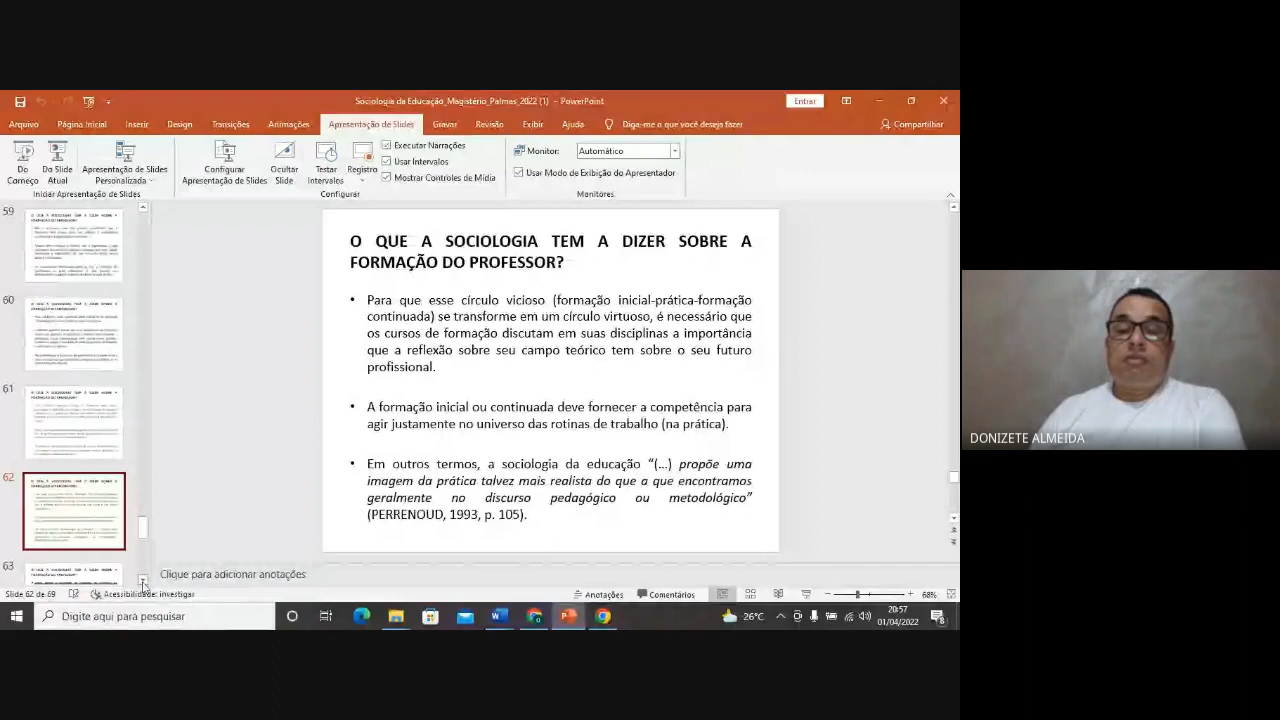 Sociologia da Educação_Magistério_Palmas_2022 (1) - PowerPoint
Entrar
Arquivo Página Inicial Inserir Design Transições Animações Apresentação de Slides Gravar Revisão Exibir Ajuda Diga-me o que você deseja fazer Compartilhar
Do Começo
Do Slide Atual
Apresentação de Slides Personalizada
Configurar Apresentação de Slides
Ocultar Slide
Testar Intervalos
Registro
Executar Narrações
Usar Intervalos
Mostrar Controles de Mídia
Monitor: Automático
Usar Modo de Exibição do Apresentador
Iniciar Apresentação de Slides Configurar Monitores
59
60
61
62
63
O QUE A SOCIOLOGIA TEM A DIZER SOBRE A
FORMAÇÃO DO PROFESSOR?
• Para que esse círculo vicioso (formação inicial-prática-formação
continuada) se transforme em um círculo virtuoso, é necessário que
os cursos de formação discutam em suas disciplinas a importância
que a reflexão sobre o campo teórico tem sobre o seu futuro
profissional.
• A formação inicial ou continuada deve fornecer a competência para
agir justamente nas diversas rotinas de trabalho (na prática).
• Em outros termos, a sociologia da educação “(...) propõe uma
imagem da prática menos racional do que a que encontramos
geralmente no discurso pedagógico ou metodológico”
(PERRENOUD, 1993, p. 105).
Clique para adicionar anotações
Slide 62 de 69 Acessibilidade: investigar Anotações Comentários 68%
Digite aqui para pesquisar
26°C
20:57
01/04/2022
8
DONIZETE ALMEIDA